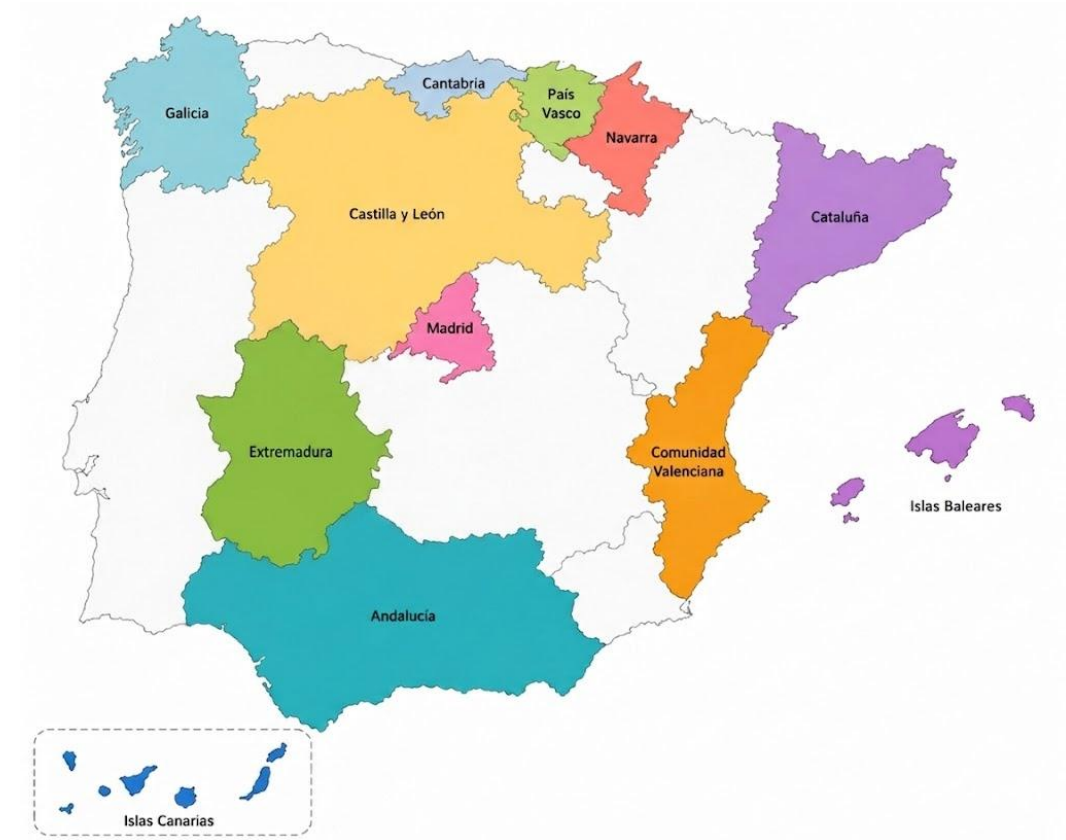 Cantabria
País
Vasco
Galicia
Navarra
Castilla y León
Cataluña
Madrid
Extremadura
Comunidad
Valenciana
Islas Baleares
Andalucía
Islas Canarias